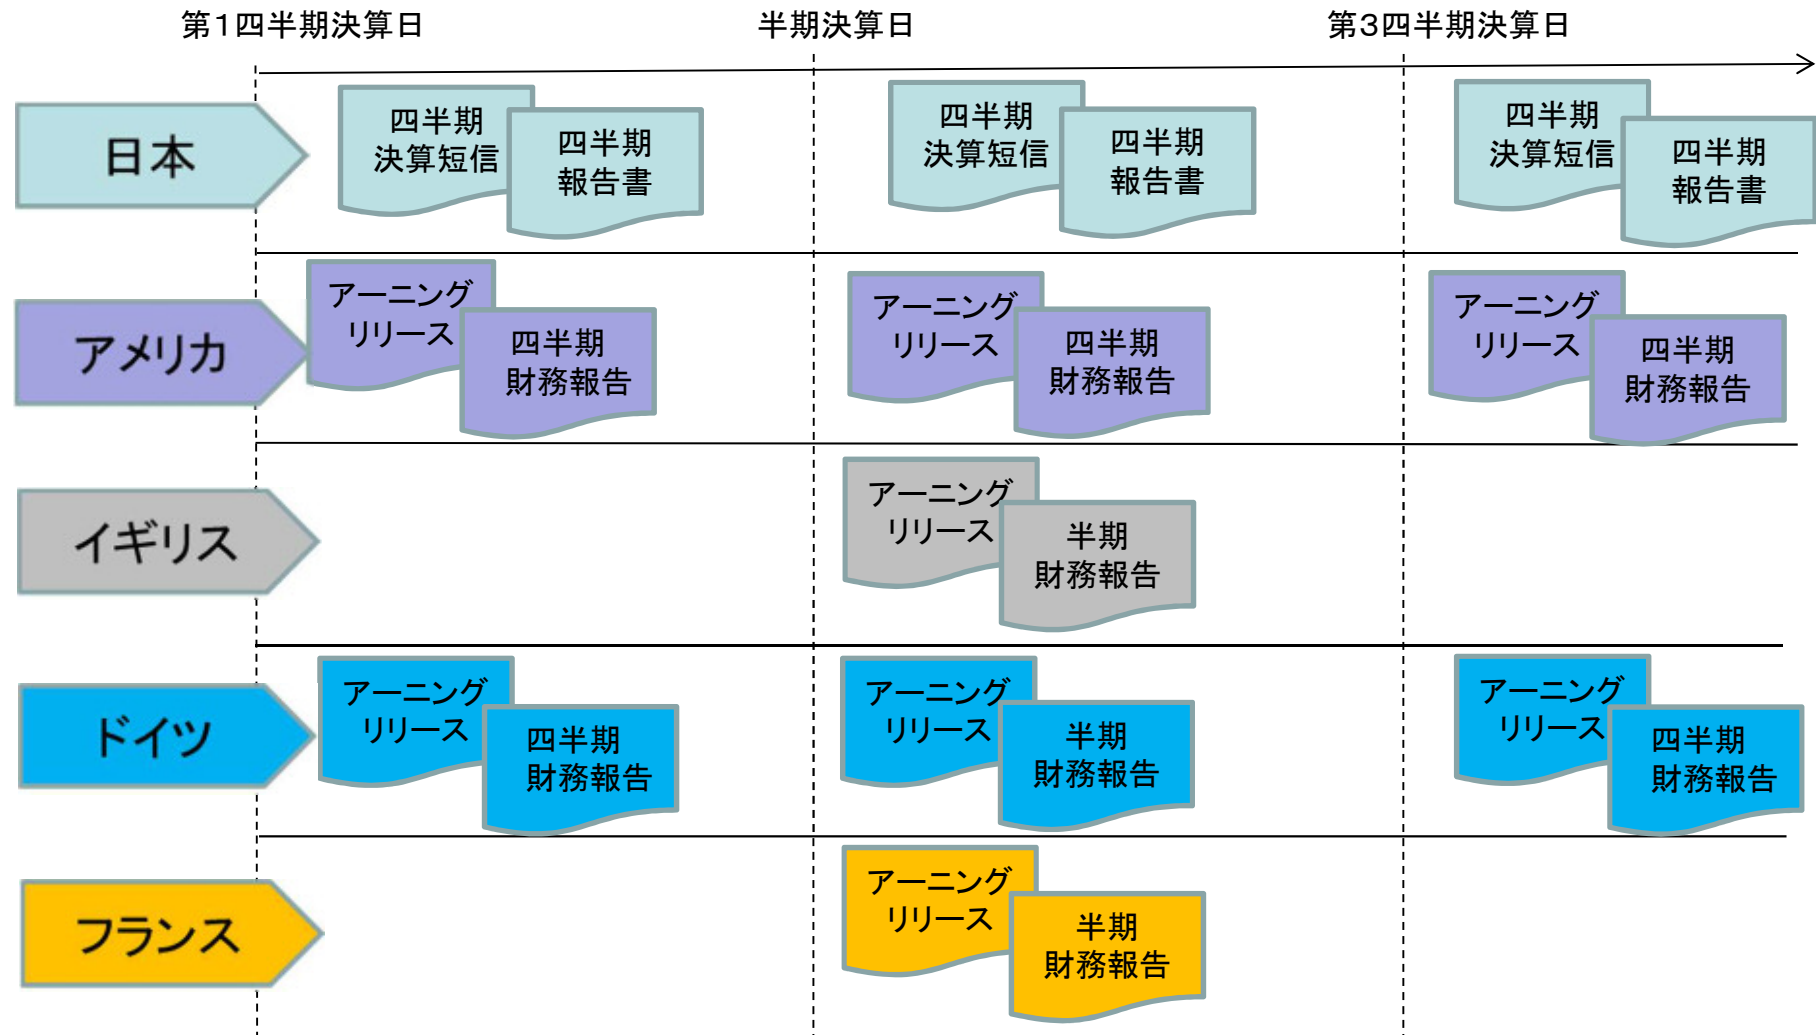 第1四半期決算日
半期決算日
第3四半期決算日
日本
四半期
決算短信
四半期
報告書
四半期
決算短信
四半期
報告書
四半期
決算短信
四半期
報告書
アメリカ
アーニング
リリース
四半期
財務報告
アーニング
リリース
四半期
財務報告
アーニング
リリース
四半期
財務報告
イギリス
アーニング
リリース
半期
財務報告
ドイツ
アーニング
リリース
四半期
財務報告
アーニング
リリース
半期
財務報告
アーニング
リリース
四半期
財務報告
フランス
アーニング
リリース
半期
財務報告